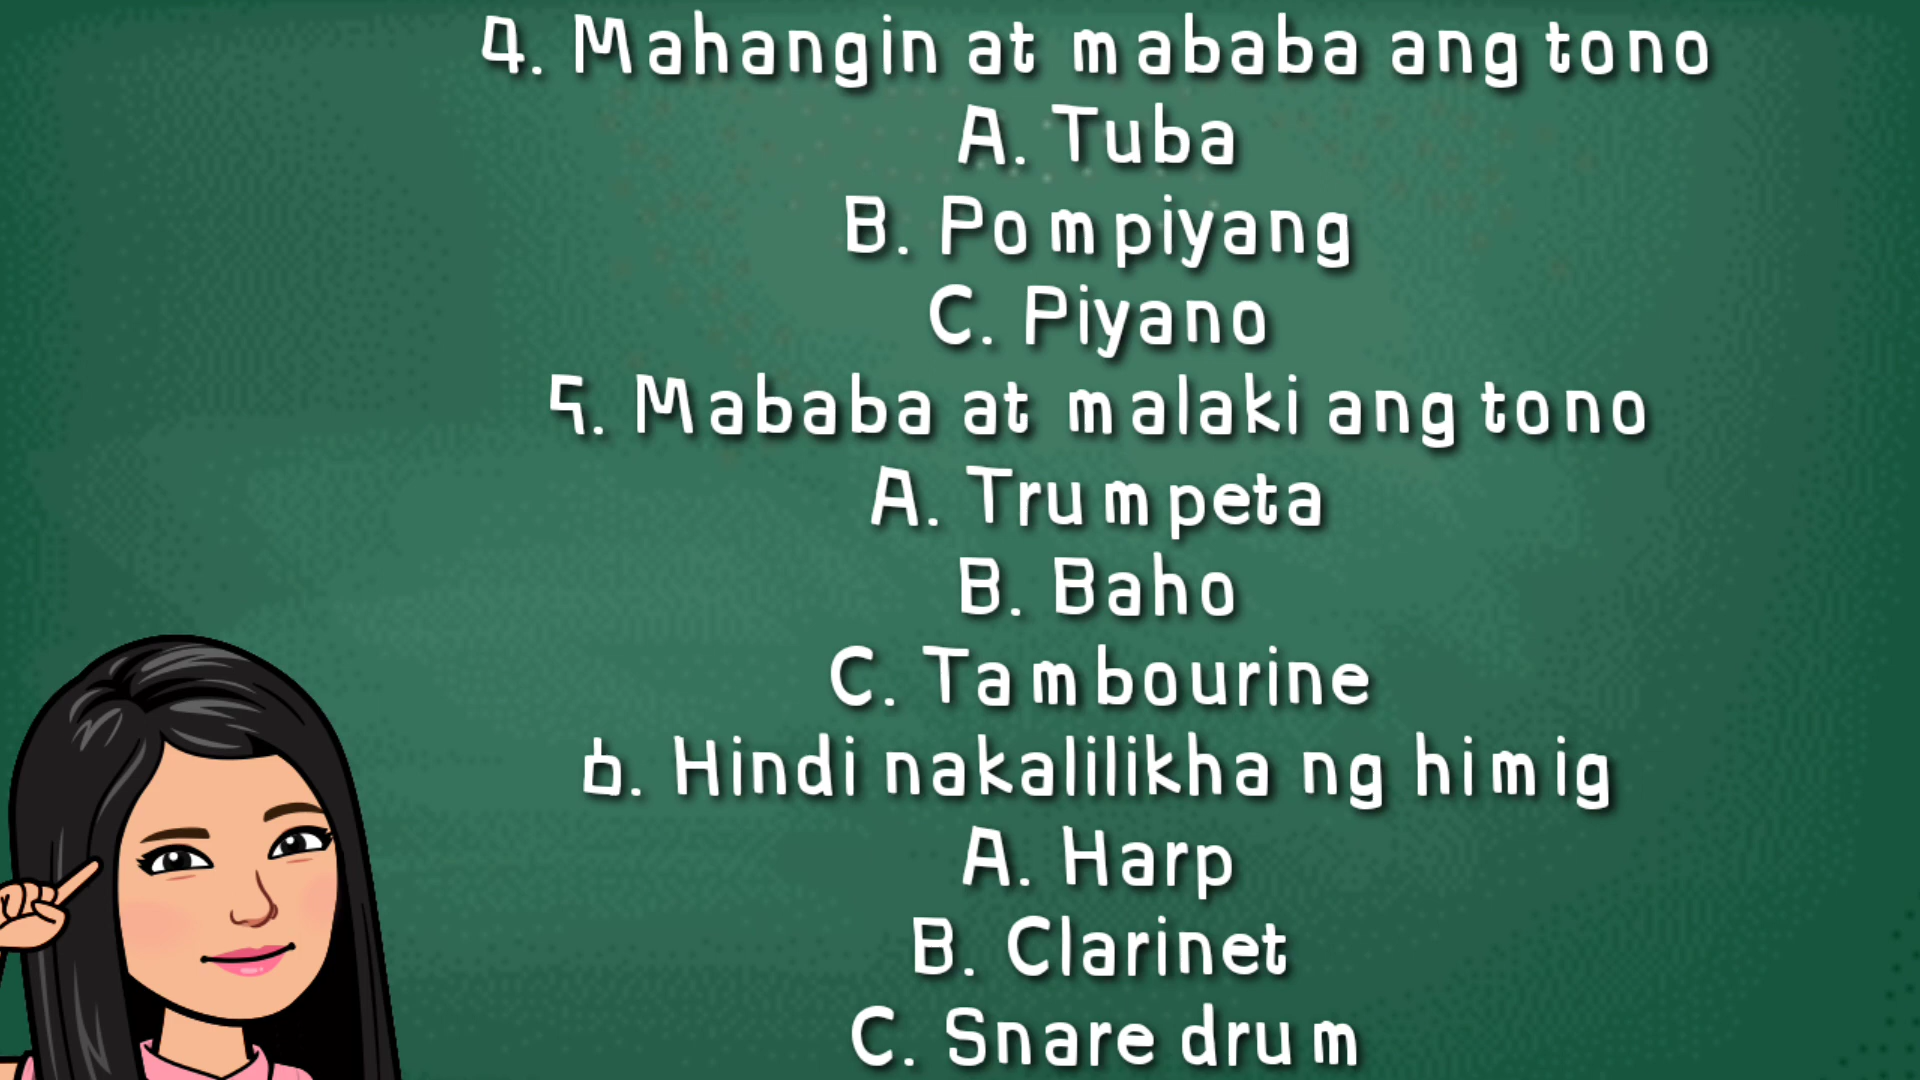 4. Mahangin at mababa ang tono
A. Tuba
B. Pompiyang
C. Piyano
5. Mababa at malaki ang tono
A. Trumpeta
B. Baho
C. Tambourine
6. Hindi nakalilikha ng himig
A. Harp
B. Clarinet
C. Snare drum